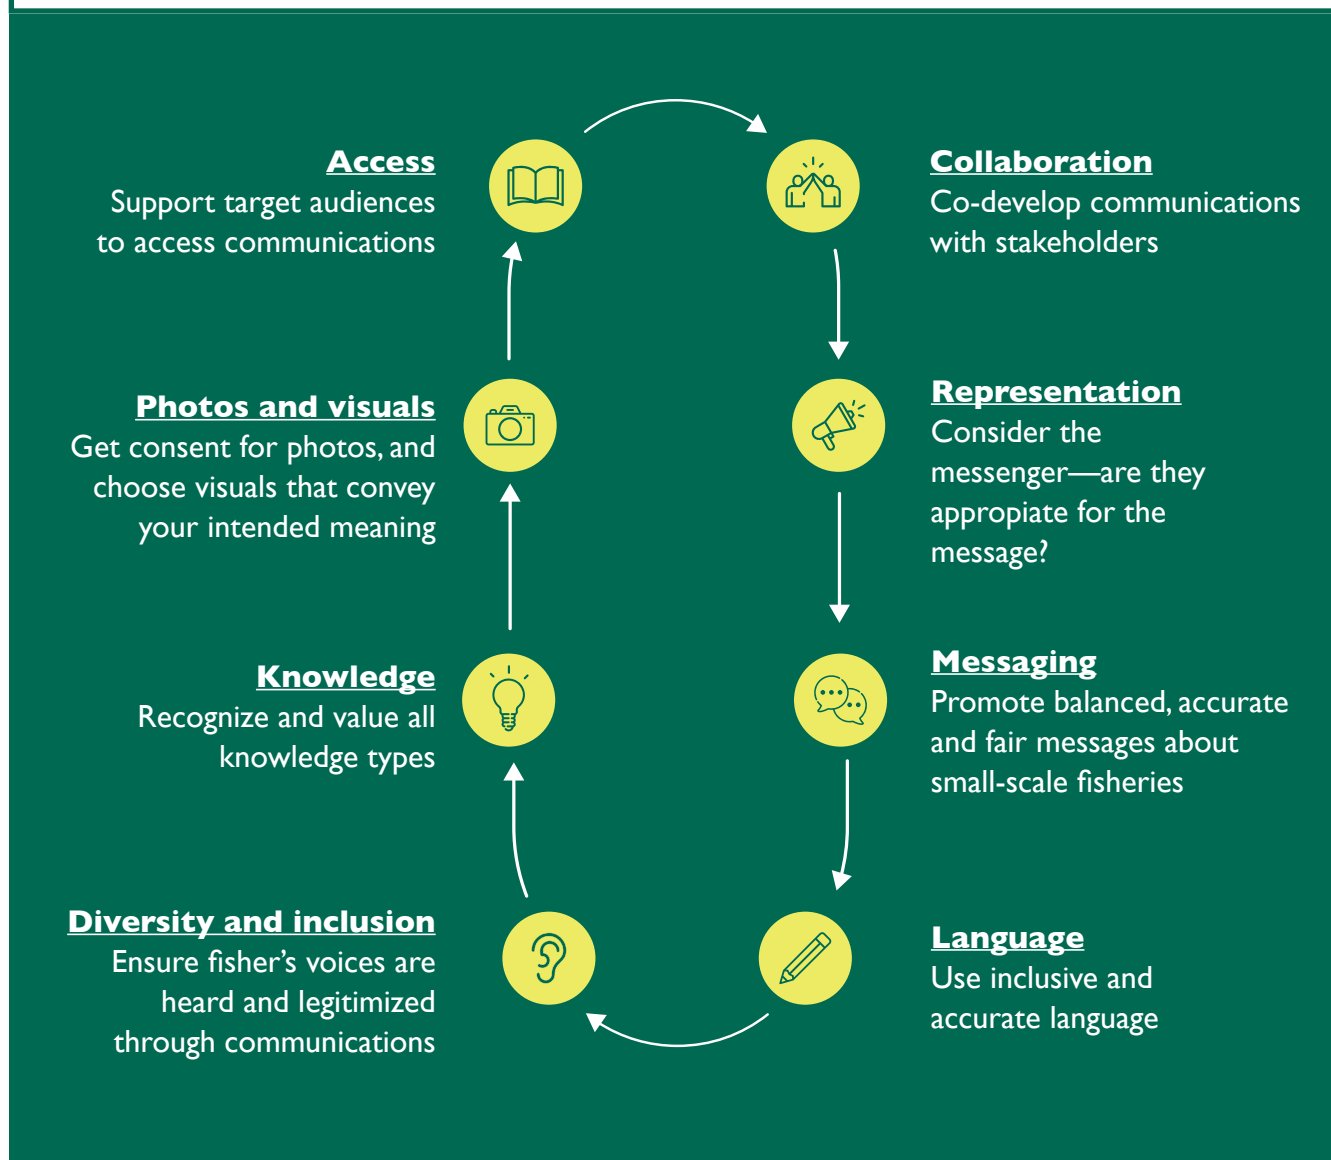 Access
Support target audiences
to access communications
Collaboration
Co-develop communications
with stakeholders
Representation
Consider the
messenger—are they
appropiate for the
message?
Messaging
Promote balanced, accurate
and fair messages about
small-scale fisheries
Language
Use inclusive and
accurate language
Diversity and inclusion
Ensure fisher’s voices are
heard and legitimized
through communications
Knowledge
Recognize and value all
knowledge types
Photos and visuals
Get consent for photos, and
choose visuals that convey
your intended meaning